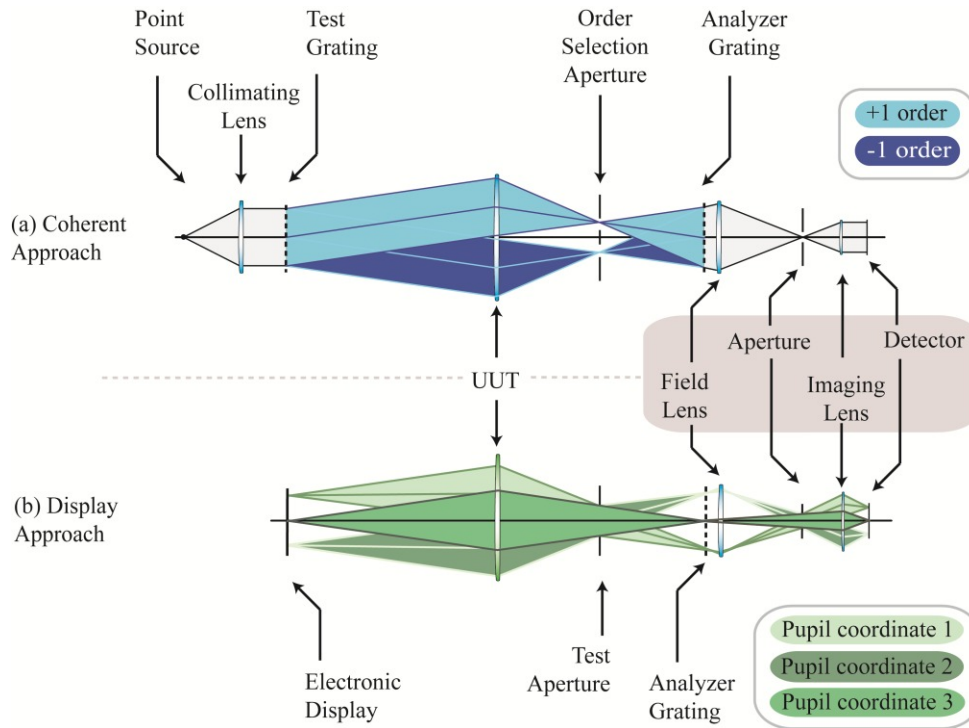 Point
Source
Test
Grating
Collimating
Lens
Order
Selection
Aperture
Analyzer
Grating
+1 order
-1 order
(a) Coherent
Approach
UUT
Field
Lens
Aperture
Imaging
Lens
Detector
(b) Display
Approach
Electronic
Display
Test
Aperture
Analyzer
Grating
Pupil coordinate 1
Pupil coordinate 2
Pupil coordinate 3